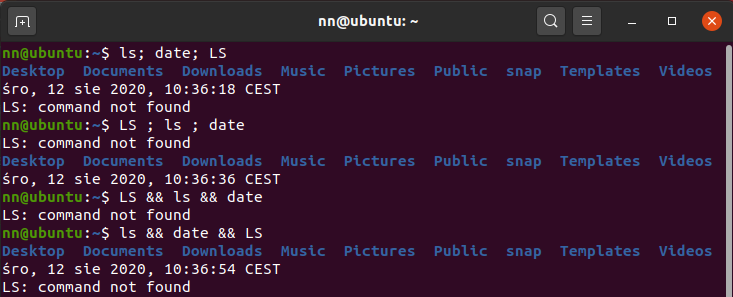 nn@ubuntu: ~
nn@ubuntu:~$ ls; date; LS
Desktop  Documents  Downloads  Music  Pictures  Public  snap  Templates  Videos
śro, 12 sie 2020, 10:36:18 CEST
LS: command not found
nn@ubuntu:~$ LS ; ls ; date
LS: command not found
Desktop  Documents  Downloads  Music  Pictures  Public  snap  Templates  Videos
śro, 12 sie 2020, 10:36:36 CEST
nn@ubuntu:~$ LS && ls && date
LS: command not found
nn@ubuntu:~$ ls && date && LS
Desktop  Documents  Downloads  Music  Pictures  Public  snap  Templates  Videos
śro, 12 sie 2020, 10:36:54 CEST
LS: command not found